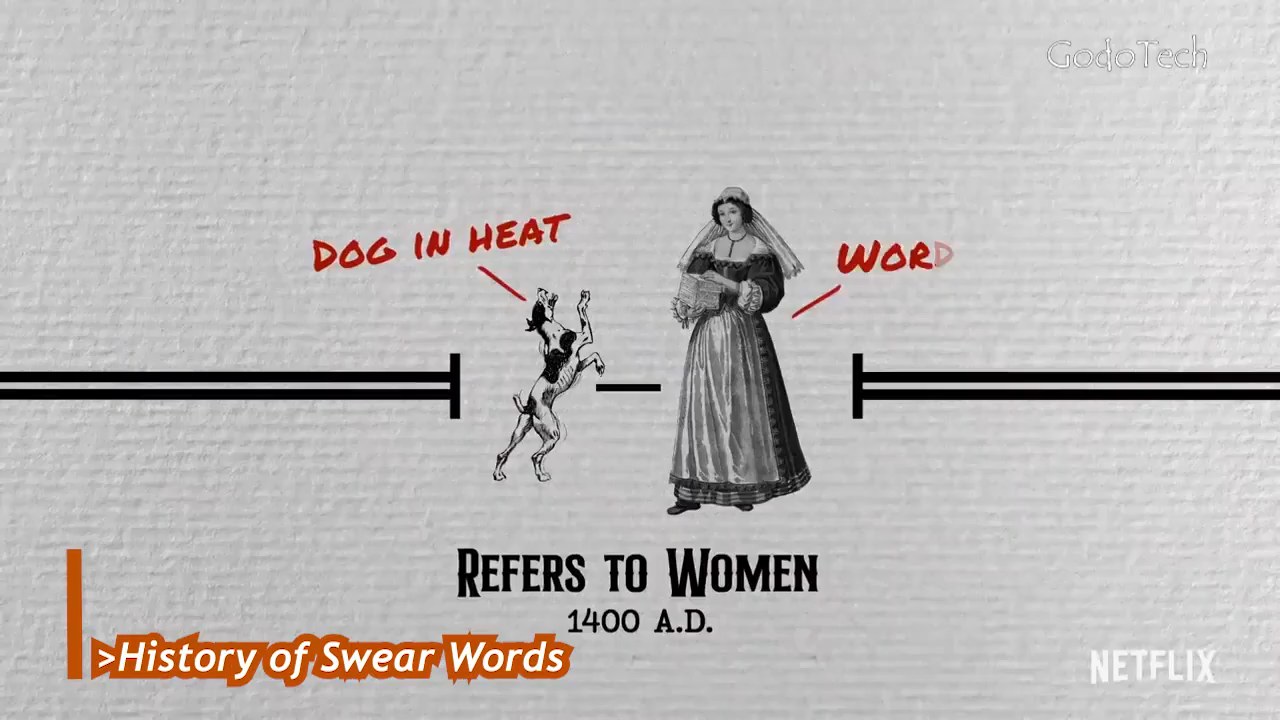 GodoTech
DOG IN HEAT
WORD
REFERS TO WOMEN
1400 A.D.
>History of Swear Words
NETFLIX